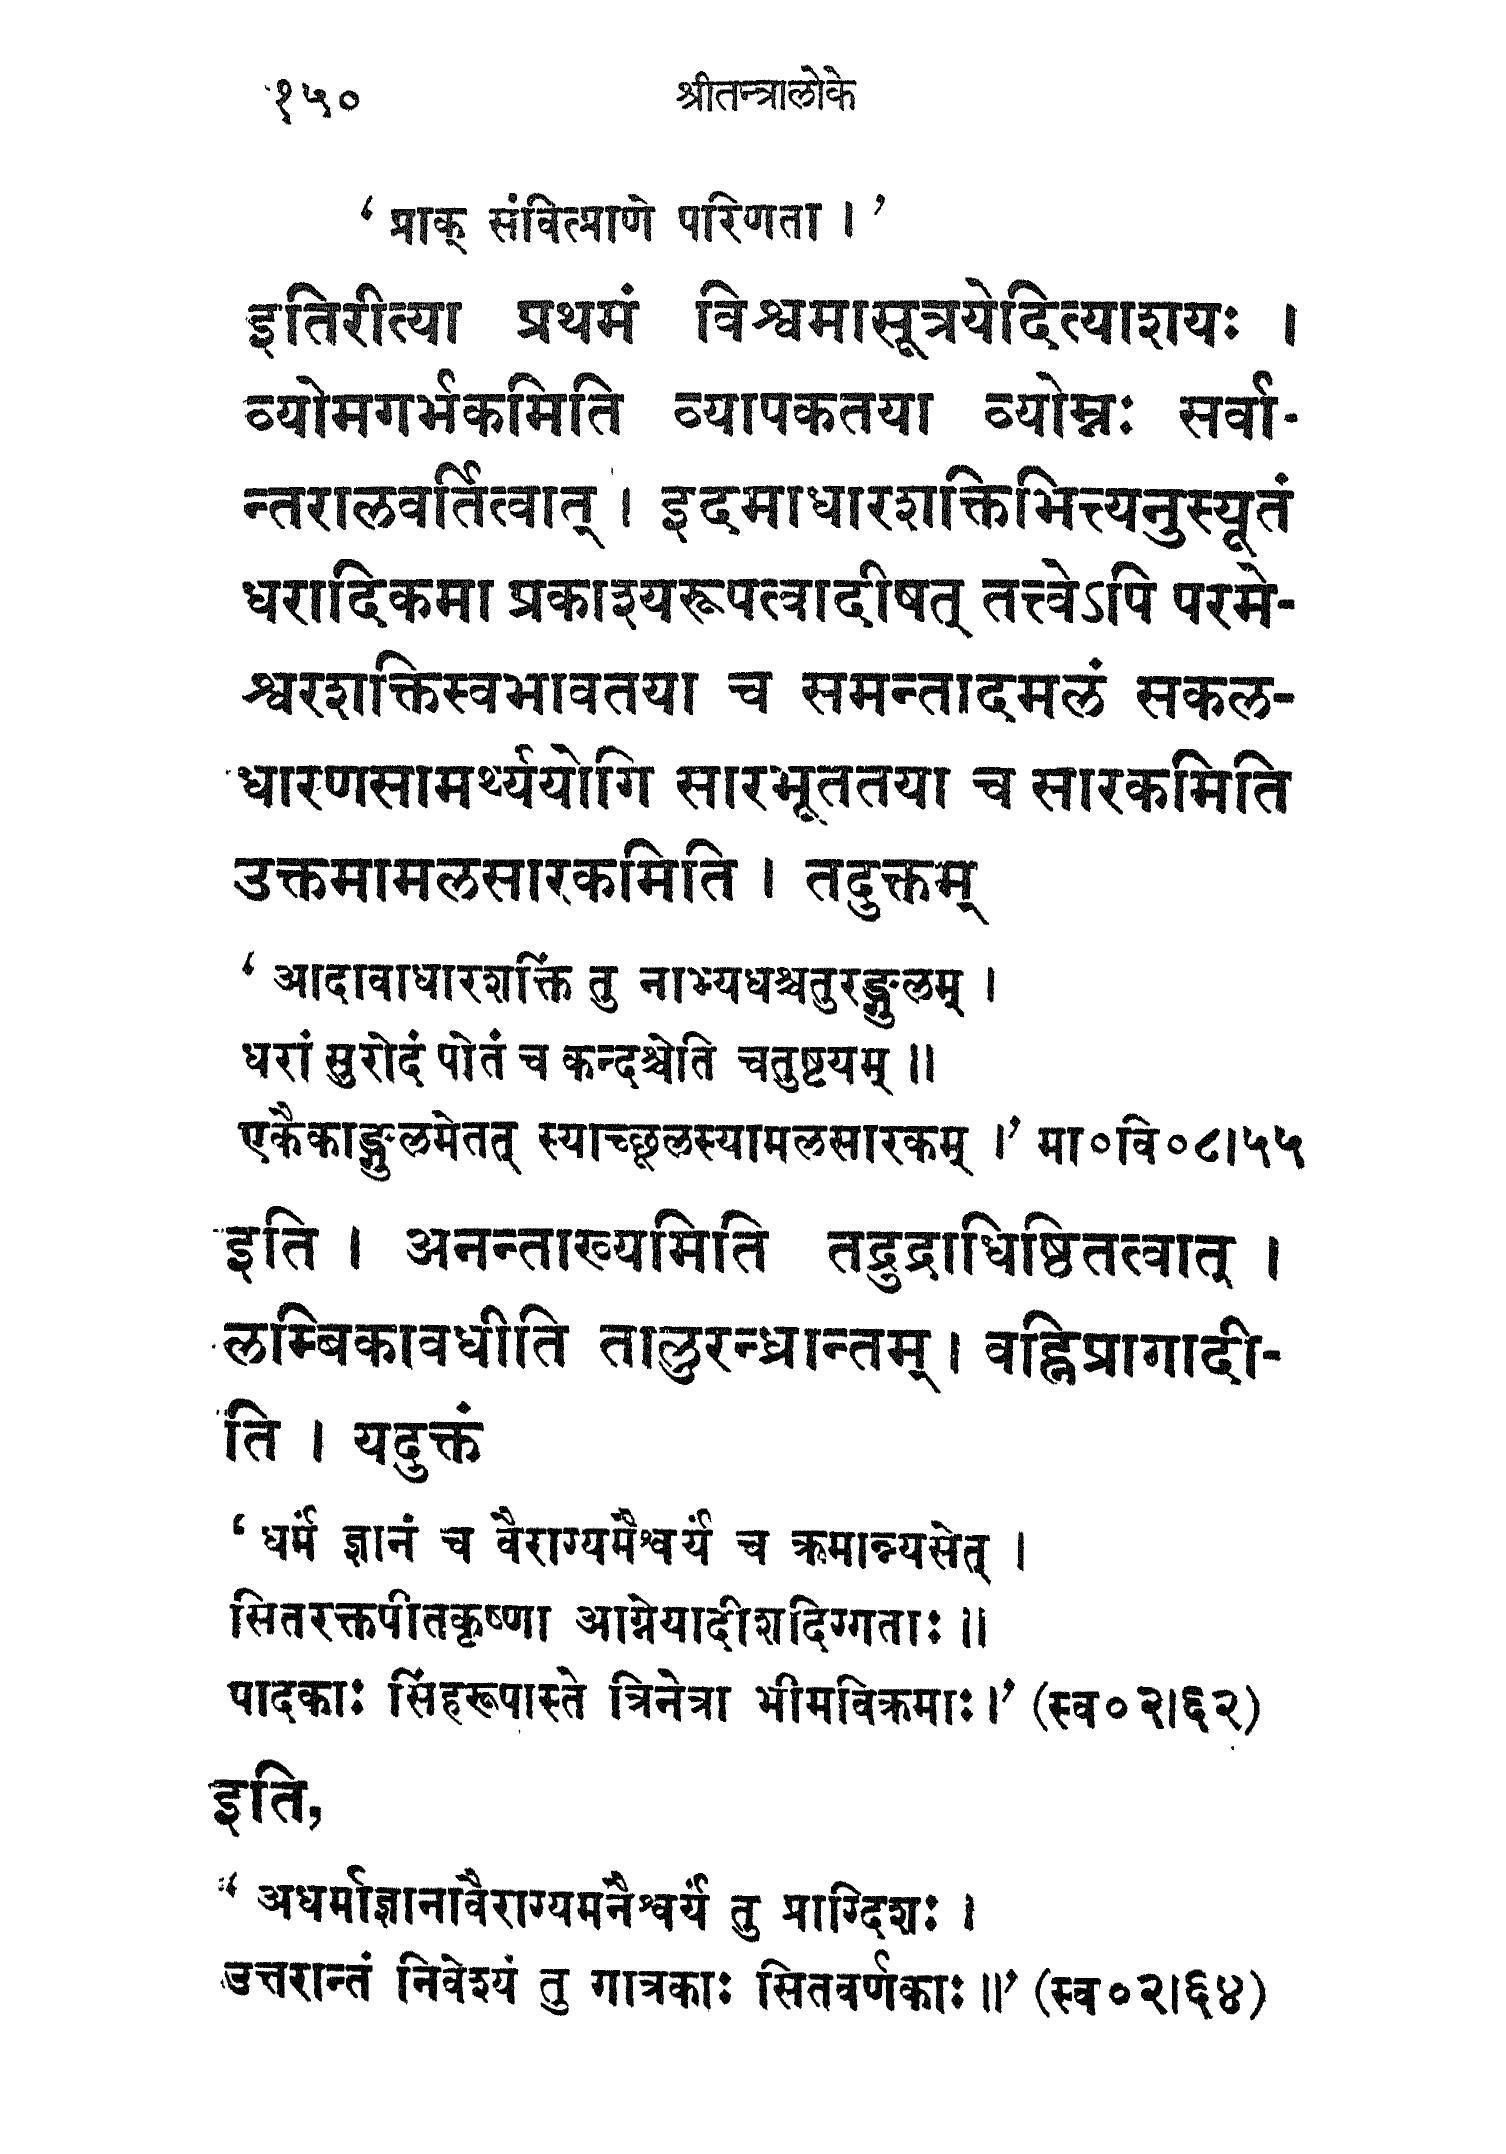 १५० श्रीतन्त्रालोके
‘ प्राक् संवित्प्राणे परिणता । ’
इतिरीत्या प्रथमं विश्वमासूत्रयेदित्याशयः ।
व्योमगर्भकमिति व्यापकतया व्योम्नः सर्वा-
न्तरालवर्तित्वात् । इदमाधारशक्तिभित्त्यनुस्यूतं
धरादिकमा प्रकाश्यरूपत्वादीषत् तत्त्वेऽपि परमे-
श्वरशक्तिस्वभावतया च समन्तादमलं सकल-
धारणसामर्थ्ययोगि सारभूततया च सारकमिति
उक्तमामलसारकमिति । तदुक्तम्
‘ आदावाधारशक्तिं तु नाभ्यधश्चतुरङ्गुलम् ।
धरां सुरोदं पोतं च कन्दश्चेति चतुष्टयम् ॥
एकैकाङ्गुलमेतत् स्याच्छूलस्यामलसारकम् ।’ मा०वि०८।५५
इति । अनन्ताख्यमिति तद्रुद्राधिष्ठितत्वात् ।
लम्बिकावधीति तालुरन्ध्रान्तम् । वह्निप्रागादी-
ति । यदुक्तं
‘ धर्मं ज्ञानं च वैराग्यमैश्वर्यं च क्रमान्न्यसेत् ।
सितरक्तपीतकृष्णा आग्नेयादीशदिग्गताः ॥
पादकाः सिंहरूपास्ते त्रिनेत्रा भीमविक्रमाः ।’ (स्व०२।६२)
इति,
‘ अधर्माज्ञानावैराग्यमनैश्वर्यं तु प्राग्दिशः ।
उत्तरान्तं निवेश्यं तु गात्रकाः सितवर्णकाः ॥’ (स्व०२।६४)